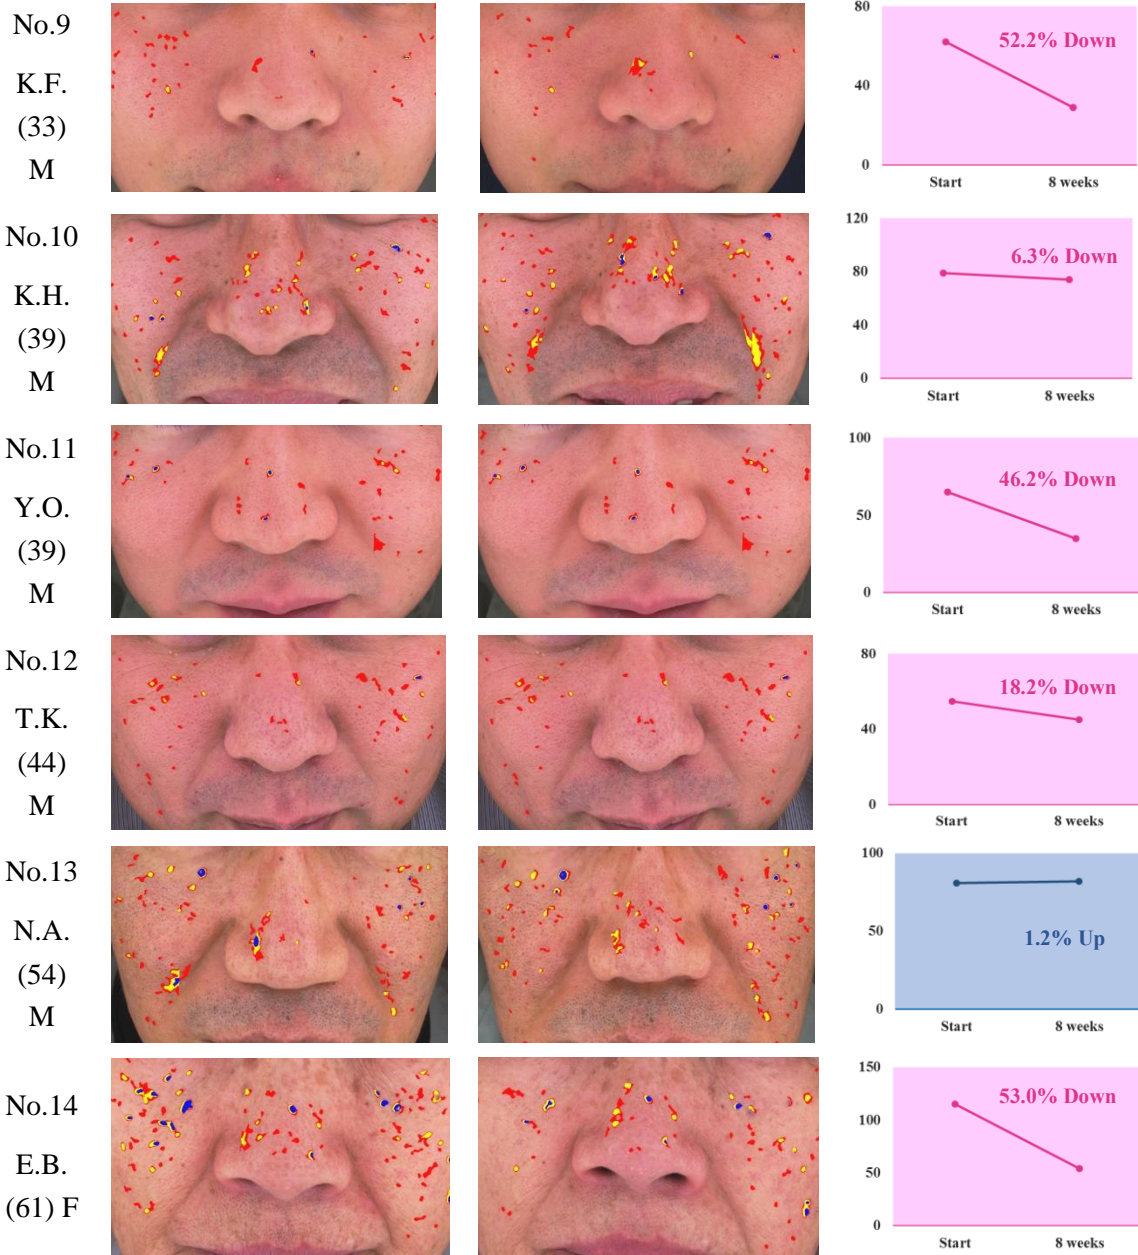 No.9
K.F.
(33)
M
80
40
0
52.2% Down
Start 8 weeks
No.10
K.H.
(39)
M
120
80
40
0
6.3% Down
Start 8 weeks
No.11
Y.O.
(39)
M
100
50
0
46.2% Down
Start 8 weeks
No.12
T.K.
(44)
M
80
40
0
18.2% Down
Start 8 weeks
No.13
N.A.
(54)
M
100
50
0
1.2% Up
Start 8 weeks
No.14
E.B.
(61) F
150
100
50
0
53.0% Down
Start 8 weeks